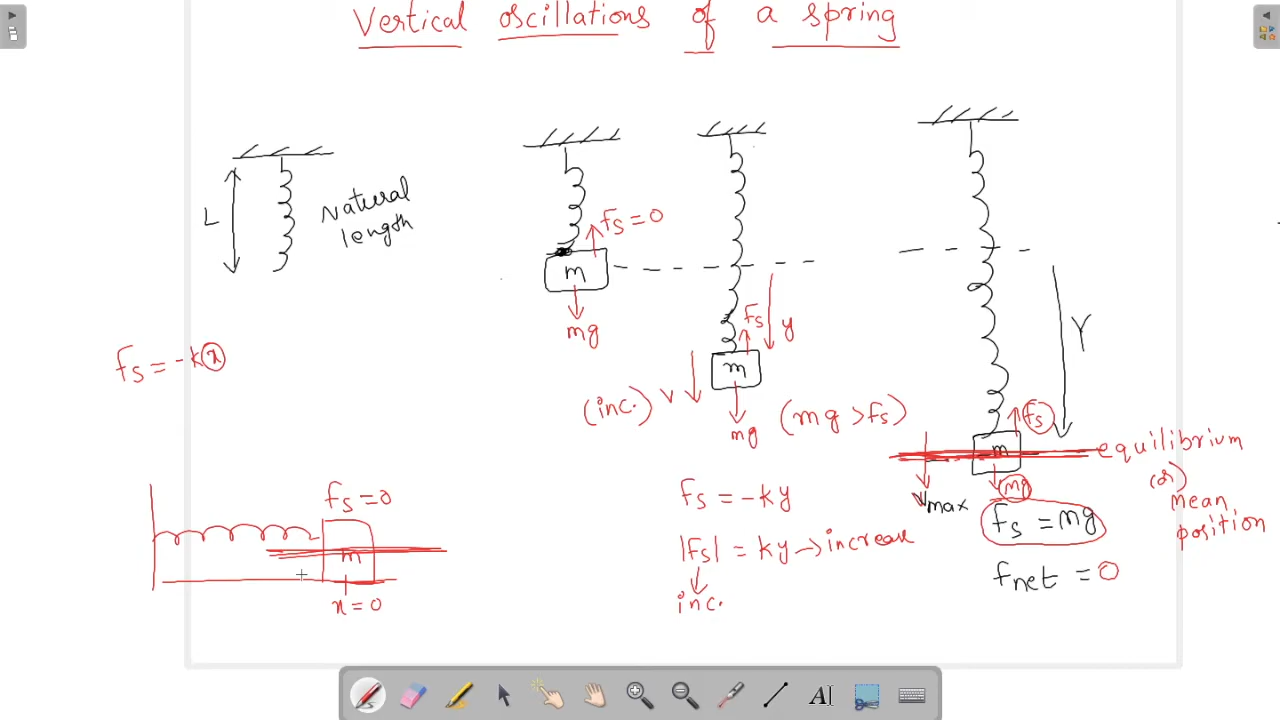 Vertical oscillations of a spring
L
Natural
length
fs = 0
m
mg
fs
y
m
(inc.) v
mg
(mg > fs)
Y
fs
m
mg
equilibrium
(or)
mean
position
Vmax
fs = mg
fnet = 0
fs = -kx
fs = 0
m
x = 0
fs = -ky
|fs| = ky → increase
inc.
AI